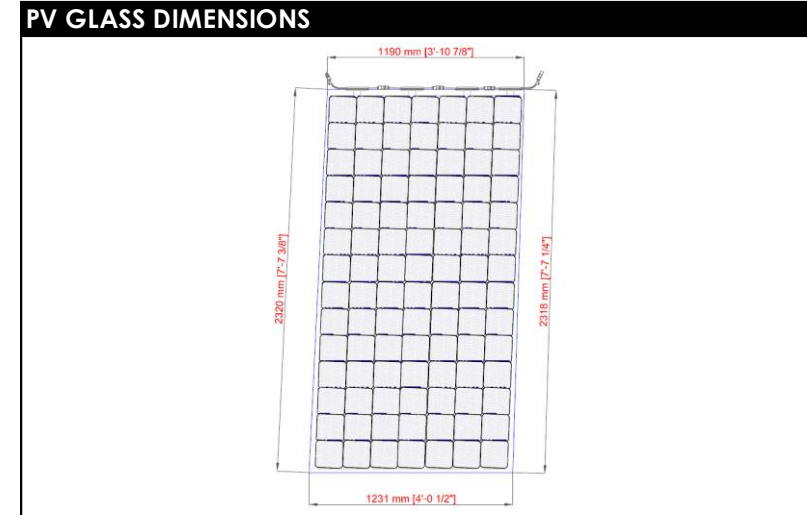 PV GLASS DIMENSIONS
1190 mm [3'-10 7/8"]
2320 mm [7'-7 3/8"]
2318 mm [7'-7 1/4"]
1231 mm [4'-0 1/2"]